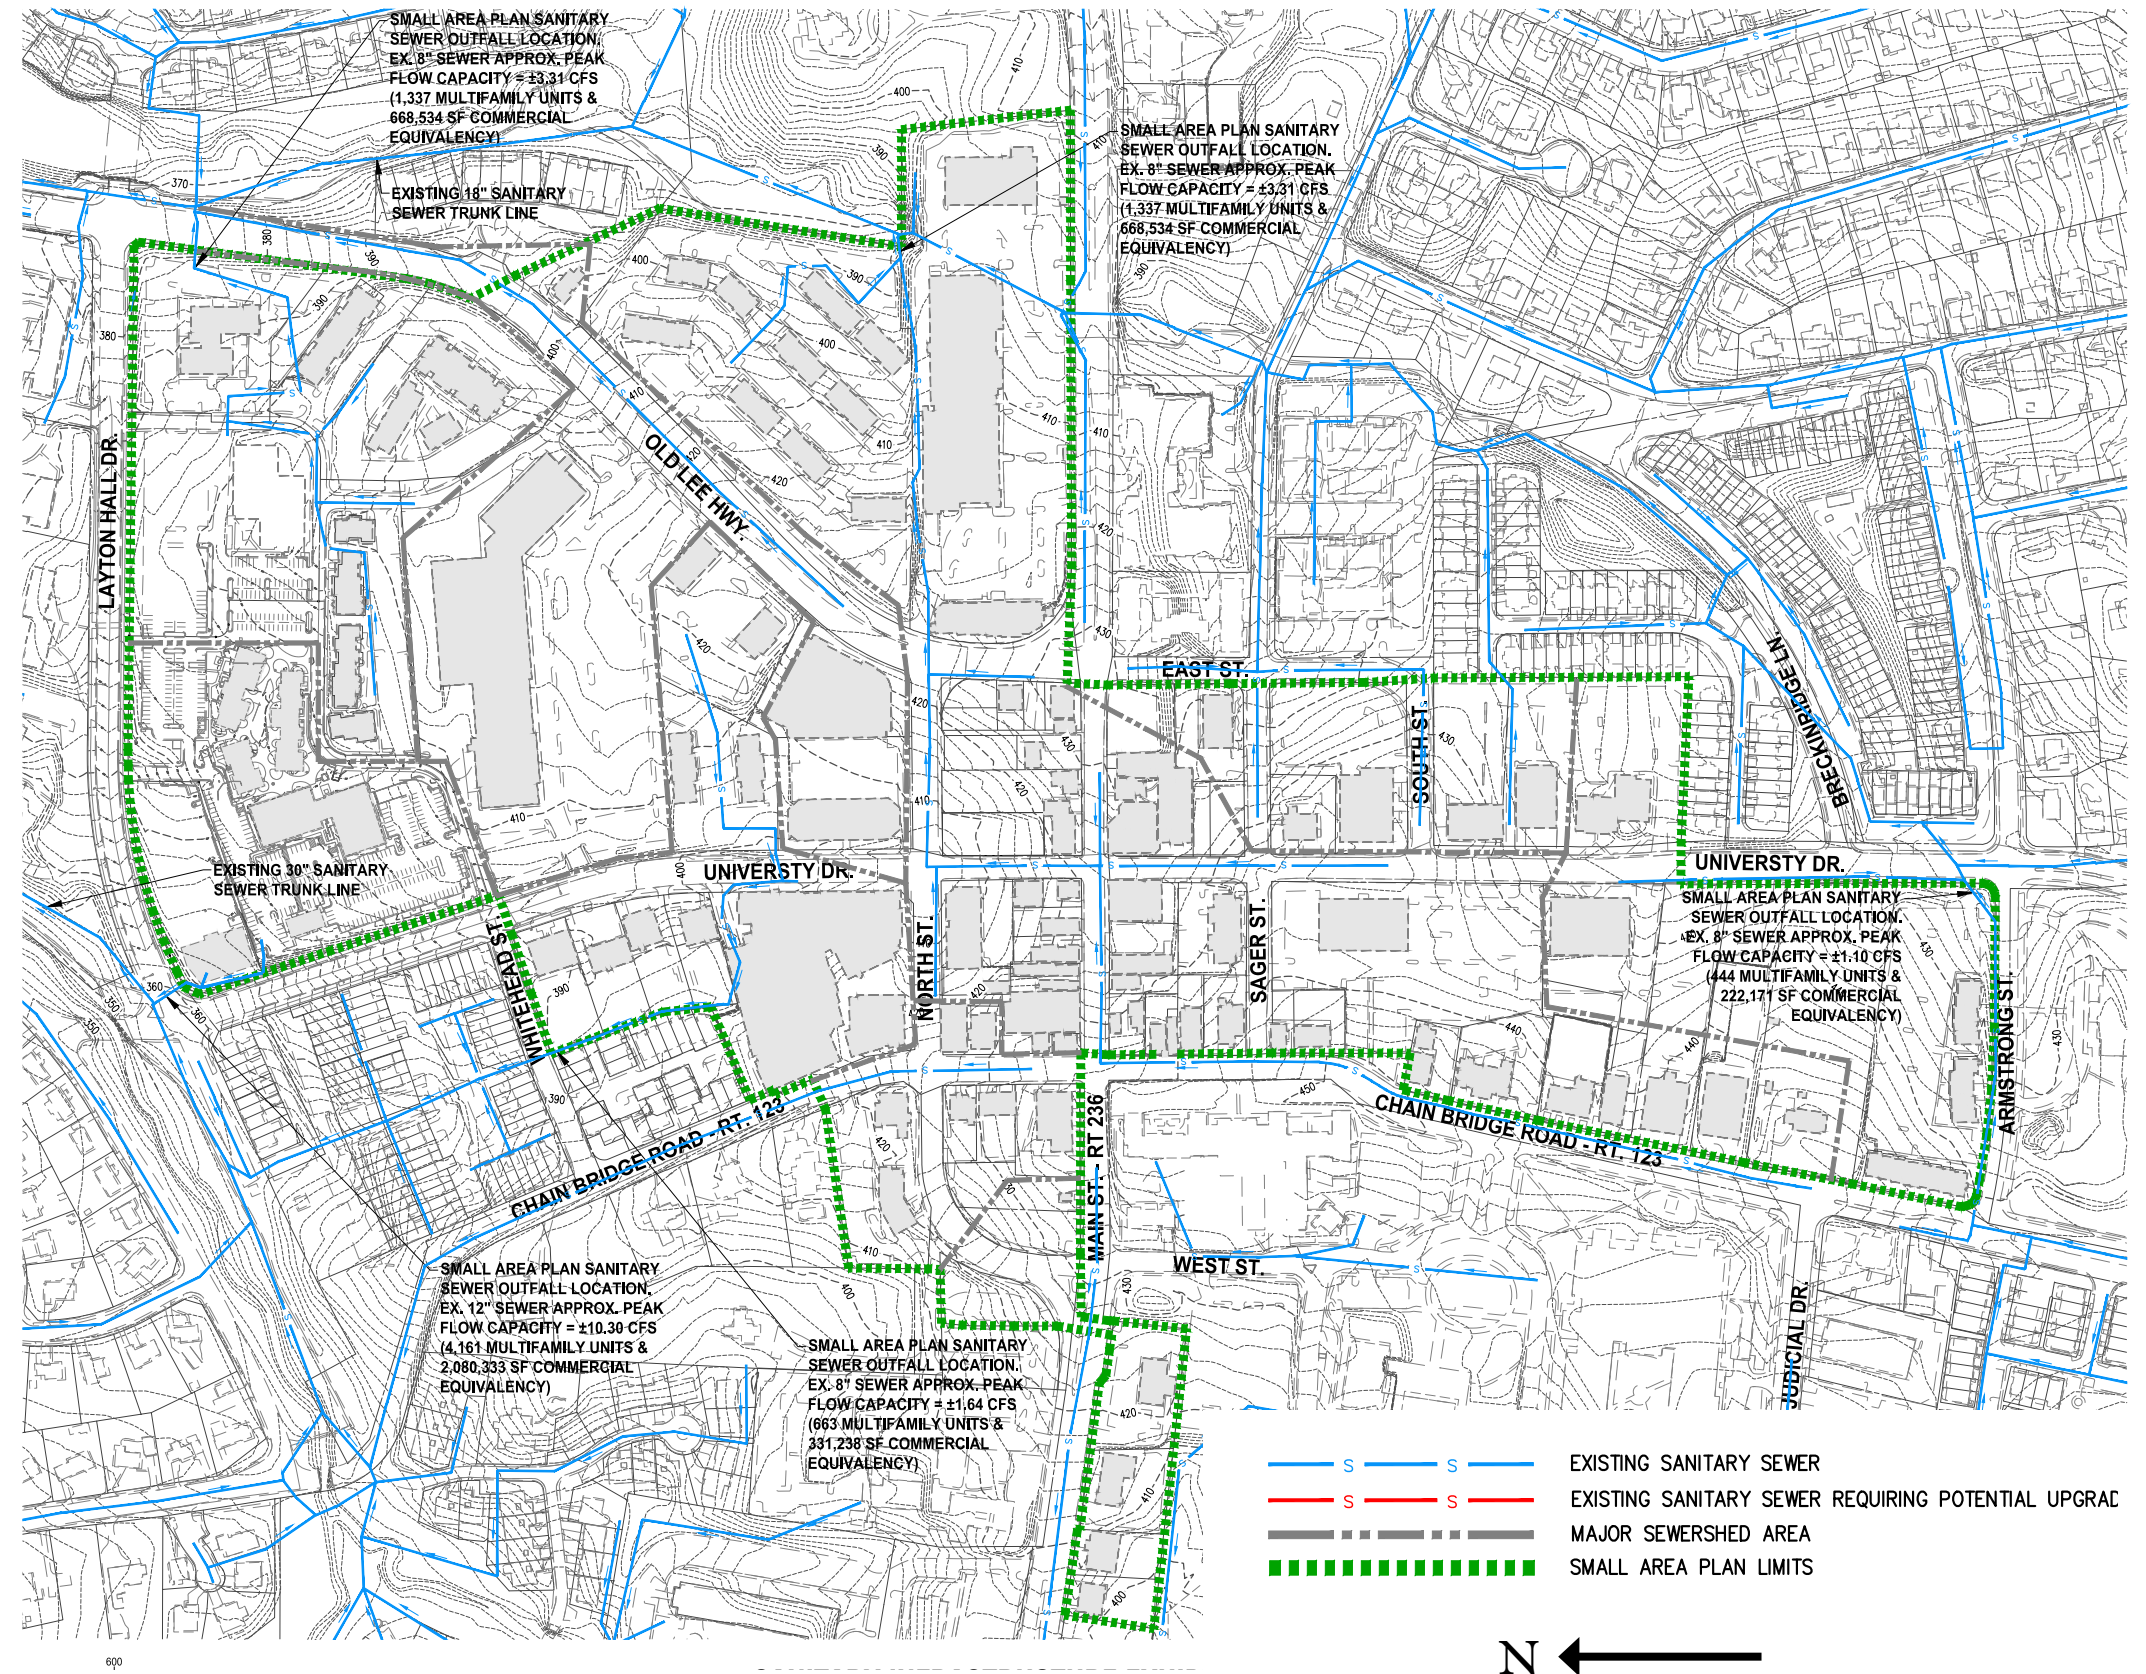 SMALL AREA PLAN SANITARY
SEWER OUTFALL LOCATION.
EX. 8" SEWER APPROX. PEAK
FLOW CAPACITY = ±3.31 CFS
(1,337 MULTIFAMILY UNITS &
668,534 SF COMMERCIAL
EQUIVALENCY)
EXISTING 18" SANITARY
SEWER TRUNK LINE
SMALL AREA PLAN SANITARY
SEWER OUTFALL LOCATION.
EX. 8" SEWER APPROX. PEAK
FLOW CAPACITY = ±3.31 CFS
(1,337 MULTIFAMILY UNITS &
668,534 SF COMMERCIAL
EQUIVALENCY)
LAYTON HALL DR.
OLD LEE HWY.
EAST ST.
SOUTH ST.
BRECKINRIDGE LN
EXISTING 30" SANITARY
SEWER TRUNK LINE
UNIVERSTY DR.
UNIVERSTY DR.
WHITEHEAD ST.
NORTH ST.
SAGER ST.
SMALL AREA PLAN SANITARY
SEWER OUTFALL LOCATION.
EX. 8" SEWER APPROX. PEAK
FLOW CAPACITY = ±1.10 CFS
(444 MULTIFAMILY UNITS &
222,171 SF COMMERCIAL
EQUIVALENCY)
ARMSTRONG ST.
CHAIN BRIDGE ROAD - RT. 123
CHAIN BRIDGE ROAD - RT. 123
MAIN ST. - RT 236
WEST ST.
JUDICIAL DR.
SMALL AREA PLAN SANITARY
SEWER OUTFALL LOCATION.
EX. 12" SEWER APPROX. PEAK
FLOW CAPACITY = ±10.30 CFS
(4,161 MULTIFAMILY UNITS &
2,080,333 SF COMMERCIAL
EQUIVALENCY)
SMALL AREA PLAN SANITARY
SEWER OUTFALL LOCATION.
EX. 8" SEWER APPROX. PEAK
FLOW CAPACITY = ±1.64 CFS
(663 MULTIFAMILY UNITS &
331,238 SF COMMERCIAL
EQUIVALENCY)
S S EXISTING SANITARY SEWER
S S EXISTING SANITARY SEWER REQUIRING POTENTIAL UPGRAD
MAJOR SEWERSHED AREA
SMALL AREA PLAN LIMITS
N
600